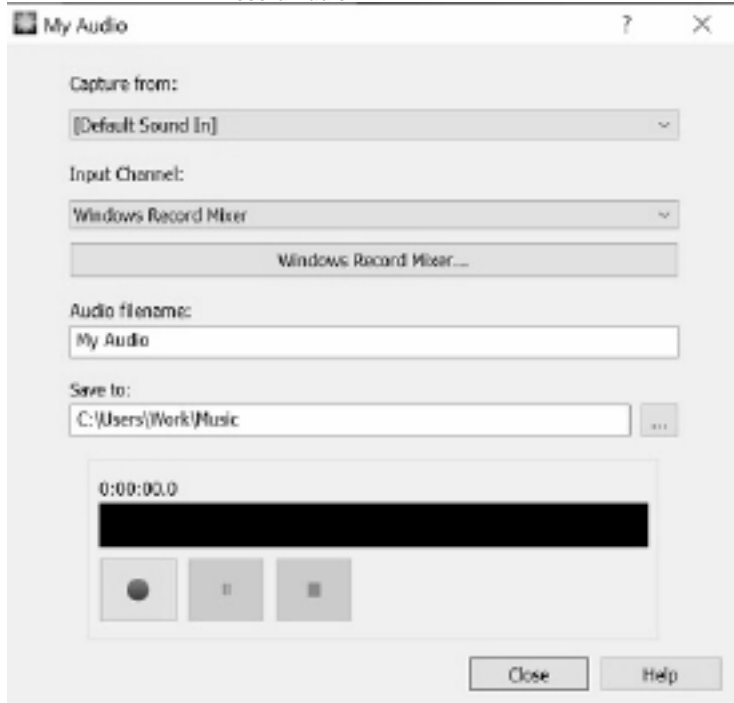 My Audio ? ×
Capture from:
[Default Sound In]
Input Channel:
Windows Record Mixer
Windows Record Mixer...
Audio filename:
My Audio
Save to:
C:\Users\Work\Music
...
0:00:00.0
Close Help